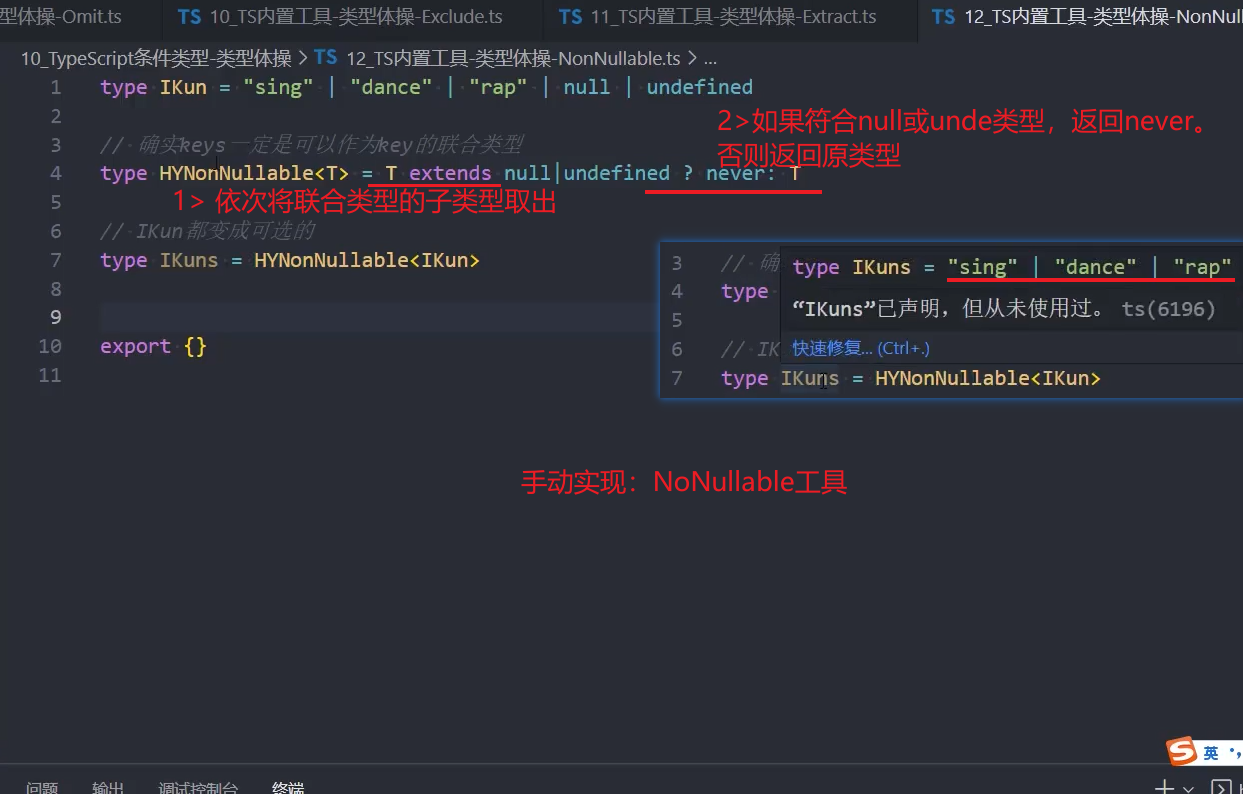 型体操-Omit.ts TS 10_TS内置工具-类型体操-Exclude.ts TS 11_TS内置工具-类型体操-Extract.ts TS 12_TS内置工具-类型体操-NonNull
10_TypeScript条件类型-类型体操 > TS 12_TS内置工具-类型体操-NonNullable.ts > ...
1 type IKun = "sing" | "dance" | "rap" | null | undefined
2
2>如果符合null或unde类型，返回never。
否则返回原类型
3 // 确实keys一定是可以作为key的联合类型
4 type HYNonNullable<T> = T extends null|undefined ? never: T
5
1> 依次将联合类型的子类型取出
6 // IKun都变成可选的
7 type IKuns = HYNonNullable<IKun>
8
9
10 export {}
11
3 // 确
type IKuns = "sing" | "dance" | "rap"
4 type
“IKuns”已声明，但从未使用过。 ts(6196)
5
6 // IK
快速修复... (Ctrl+.)
7 type IKuns = HYNonNullable<IKun>
手动实现：NoNullable工具
S 英
问题 输出 调试控制台 终端